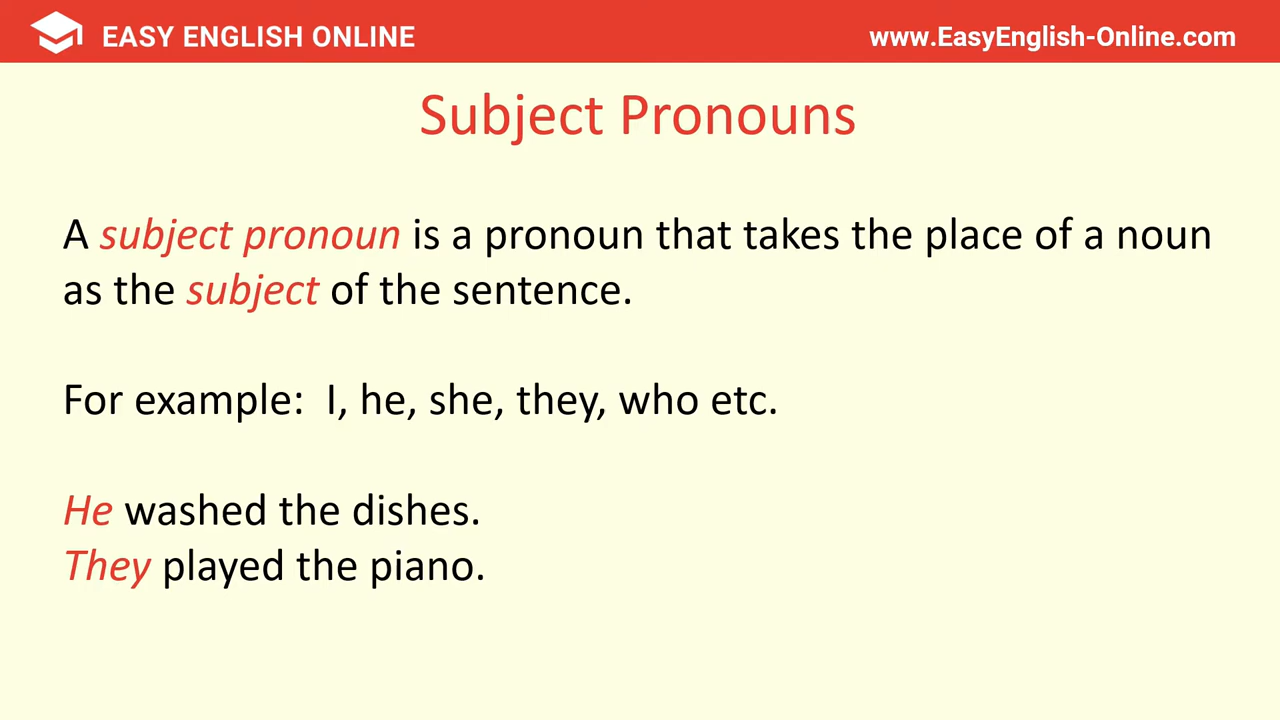 EASY ENGLISH ONLINE
www.EasyEnglish-Online.com
Subject Pronouns
A subject pronoun is a pronoun that takes the place of a noun
as the subject of the sentence.
For example:  I, he, she, they, who etc.
He washed the dishes.
They played the piano.